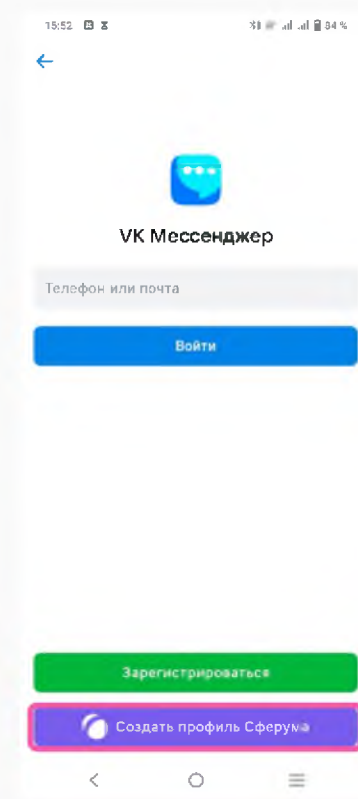 15:52 84 %
VK Мессенджер
Телефон или почта
Войти
Зарегистрироваться
Создать профиль Сферума